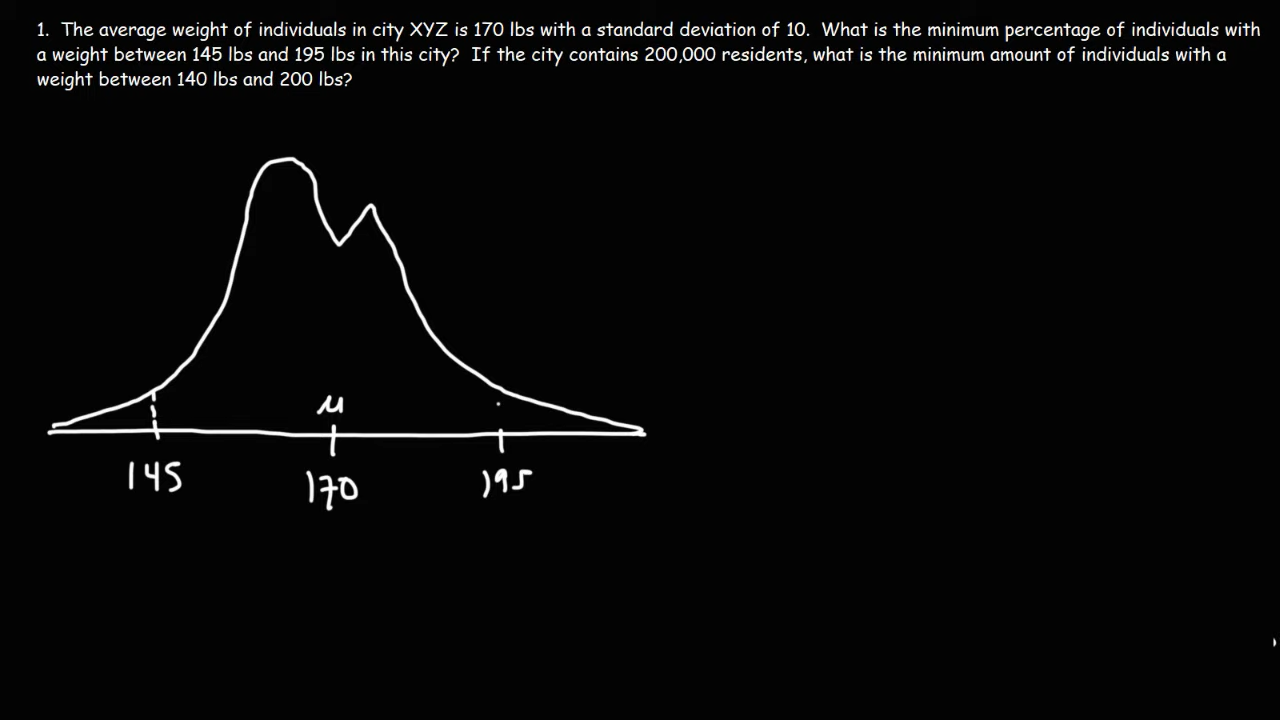 1. The average weight of individuals in city XYZ is 170 lbs with a standard deviation of 10. What is the minimum percentage of individuals with
a weight between 145 lbs and 195 lbs in this city? If the city contains 200,000 residents, what is the minimum amount of individuals with a
weight between 140 lbs and 200 lbs?
μ
145 170 195